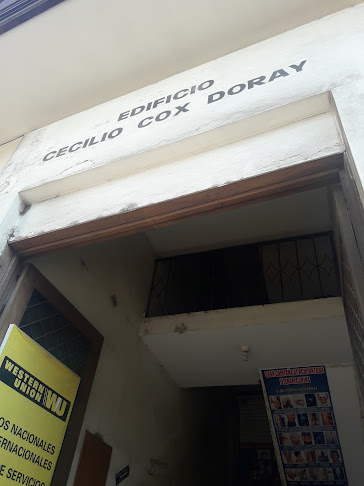 EDIFICIO
CECILIO COX DORAY
WESTERN
UNION
WU
OS NACIONALES
ERNACIONALES
E SERVICIOS